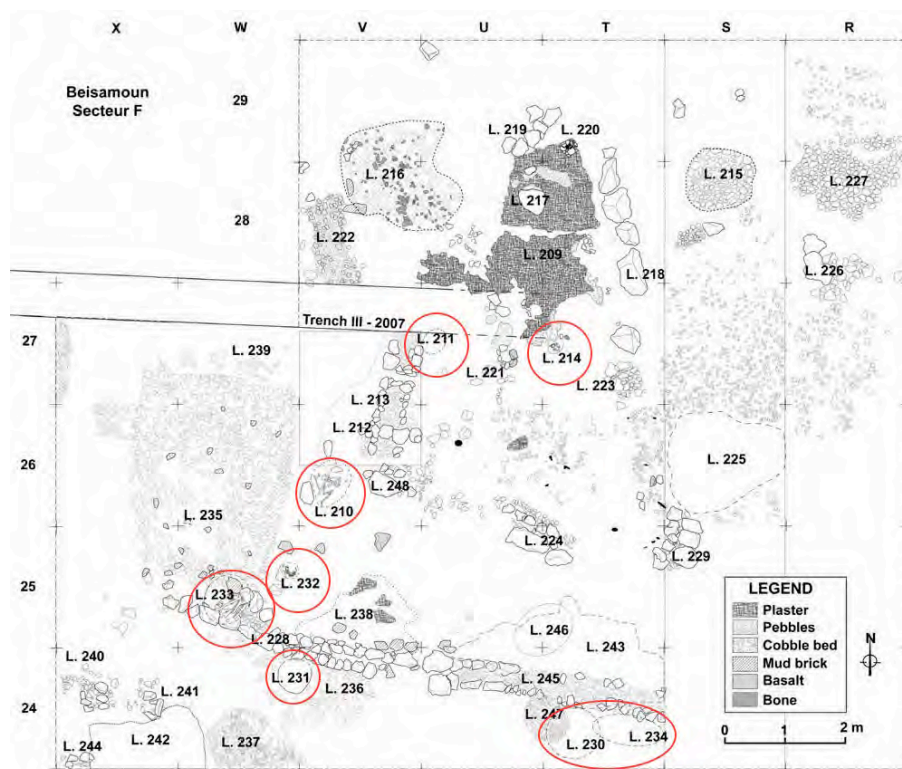 X W V U T S R
Beisamoun
Secteur F
29
L. 219 L. 220
L. 216 L. 217 L. 215 L. 227
28
L. 222 L. 209 L. 218 L. 226
Trench III - 2007
27
L. 239 L. 211 L. 221 L. 214 L. 223
L. 213
L. 212
26
L. 225
L. 210 L. 248
L. 235 L. 224 L. 229
25
L. 233 L. 232 L. 238
L. 228 L. 246 L. 243
L. 240 L. 231 L. 236 L. 245
L. 241
24
L. 247
L. 244 L. 242 L. 237 L. 230 L. 234
LEGEND
Plaster
Pebbles
Cobble bed
Mud brick
Basalt
Bone
N
0 1 2 m